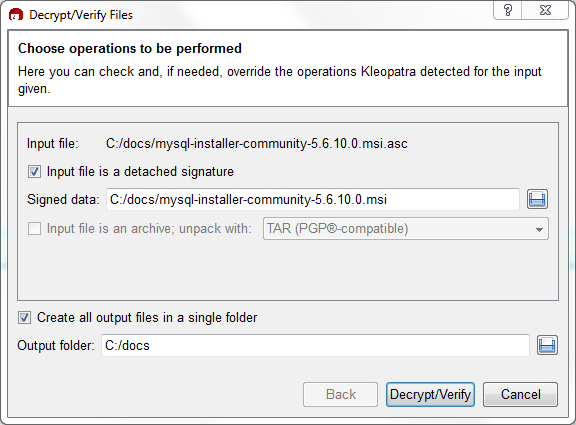 Decrypt/Verify Files
Choose operations to be performed
Here you can check and, if needed, override the operations Kleopatra detected for the input
given.
Input file: C:/docs/mysql-installer-community-5.6.10.0.msi.asc
Input file is a detached signature
Signed data: C:/docs/mysql-installer-community-5.6.10.0.msi
Input file is an archive; unpack with: TAR (PGP®-compatible)
Create all output files in a single folder
Output folder: C:/docs
Back Decrypt/Verify Cancel